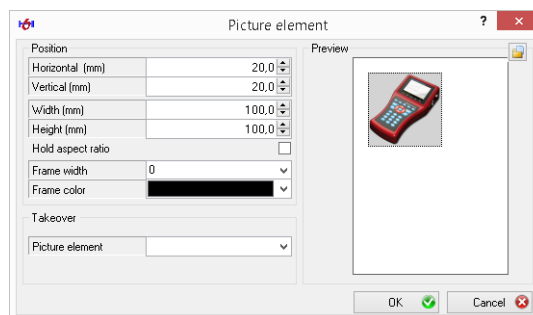 Picture element
?
Position
Preview
Horizontal (mm) 20,0
Vertical (mm) 20,0
Width (mm) 100,0
Height (mm) 100,0
Hold aspect ratio
Frame width 0
Frame color
Takeover
Picture element
OK
Cancel